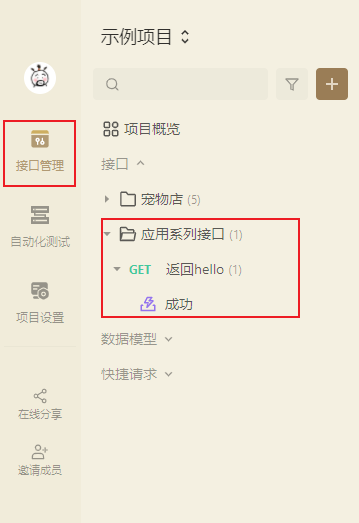 示例项目
项目概览
接口
宠物店 (5)
应用系列接口 (1)
GET 返回hello (1)
成功
数据模型
快捷请求
接口管理
自动化测试
项目设置
在线分享
邀请成员